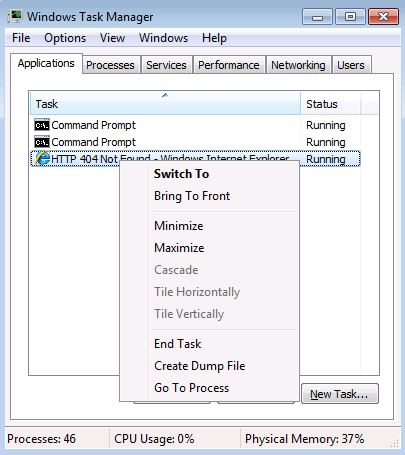 Windows Task Manager
File Options View Windows Help
Applications Processes Services Performance Networking Users
Task Status
Command Prompt Running
Command Prompt Running
HTTP 404 Not Found - Windows Internet Explorer Running
Switch To
Bring To Front
Minimize
Maximize
Cascade
Tile Horizontally
Tile Vertically
End Task
Create Dump File
Go To Process
New Task...
Processes: 46 CPU Usage: 0% Physical Memory: 37%